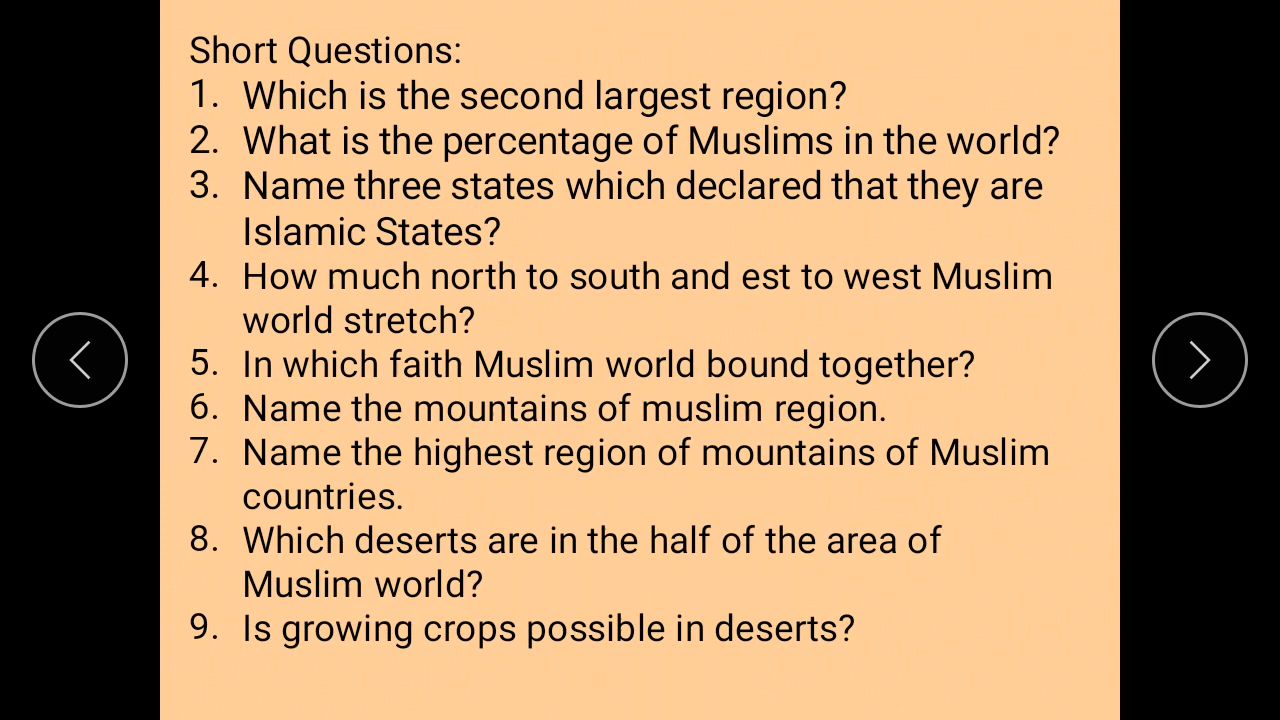 Short Questions:
1. Which is the second largest region?
2. What is the percentage of Muslims in the world?
3. Name three states which declared that they are
Islamic States?
4. How much north to south and est to west Muslim
world stretch?
5. In which faith Muslim world bound together?
6. Name the mountains of muslim region.
7. Name the highest region of mountains of Muslim
countries.
8. Which deserts are in the half of the area of
Muslim world?
9. Is growing crops possible in deserts?